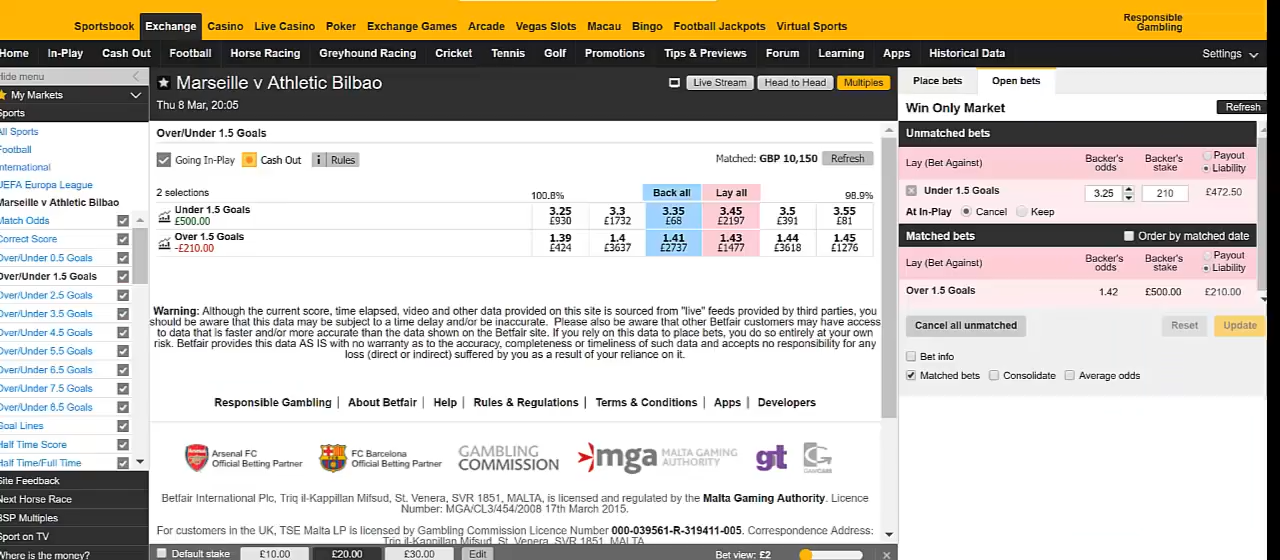 Sportsbook Exchange Casino Live Casino Poker Exchange Games Arcade Vegas Slots Macau Bingo Football Jackpots Virtual Sports
Responsible
Gambling
Home In-Play Cash Out Football Horse Racing Greyhound Racing Cricket Tennis Golf Promotions Tips & Previews Forum Learning Apps Historical Data Settings
Hide menu
My Markets
Sports
All Sports
Football
International
UEFA Europa League
Marseille v Athletic Bilbao
Match Odds
Correct Score
Over/Under 0.5 Goals
Over/Under 1.5 Goals
Over/Under 2.5 Goals
Over/Under 3.5 Goals
Over/Under 4.5 Goals
Over/Under 5.5 Goals
Over/Under 6.5 Goals
Over/Under 7.5 Goals
Over/Under 8.5 Goals
Goal Lines
Half Time Score
Half Time/Full Time
Site Feedback
Next Horse Race
BSP Multiples
Sport on TV
Where is the money?
Marseille v Athletic Bilbao
Live Stream Head to Head Multiples
Thu 8 Mar, 20:05
Over/Under 1.5 Goals
Going In-Play Cash Out i Rules Matched: GBP 10,150 Refresh
2 selections 100.8% Back all Lay all 98.9%
Under 1.5 Goals 3.25 3.3 3.35 3.45 3.5 3.55
£500.00 £930 £1732 £68 £2197 £391 £81
Over 1.5 Goals 1.39 1.4 1.41 1.43 1.44 1.45
-£210.00 £424 £3637 £2737 £1477 £3618 £1276
Warning: Although the current score, time elapsed, video and other data provided on this site is sourced from "live" feeds provided by third parties, you
should be aware that this data may be subject to a time delay and/or be inaccurate. Please also be aware that other Betfair customers may have access
to data that is faster and/or more accurate than the data shown on the Betfair site. If you rely on this data to place bets, you do so entirely at your own
risk. Betfair provides this data AS IS with no warranty as to the accuracy, completeness or timeliness of such data and accepts no responsibility for any
loss (direct or indirect) suffered by you as a result of your reliance on it.
Responsible Gambling | About Betfair | Help | Rules & Regulations | Terms & Conditions | Apps | Developers
Arsenal FC
Official Betting Partner
FC Barcelona
Official Betting Partner
GAMBLING
COMMISSION
mga MALTA GAMING
AUTHORITY
gt
GAMCARE
Betfair International Plc, Triq il-Kappillan Mifsud, St. Venera, SVR 1851, MALTA, is licensed and regulated by the Malta Gaming Authority. Licence
Number: MGA/CL3/454/2008 17th March 2015.
For customers in the UK, TSE Malta LP is licensed by Gambling Commission Licence Number 000-039561-R-319411-005. Correspondence Address:
Triq il-Kappillan Mifsud, St. Venera, SVR 1851, MALTA
Default stake £10.00 £20.00 £30.00 Edit Bet view: £2
Place bets Open bets
Win Only Market Refresh
Unmatched bets
Lay (Bet Against) Backer's odds Backer's stake Payout Liability
Under 1.5 Goals 3.25 210 £472.50
At In-Play Cancel Keep
Matched bets Order by matched date
Lay (Bet Against) Backer's odds Backer's stake Payout Liability
Over 1.5 Goals 1.42 £500.00 £210.00
Cancel all unmatched Reset Update
Bet info
Matched bets Consolidate Average odds